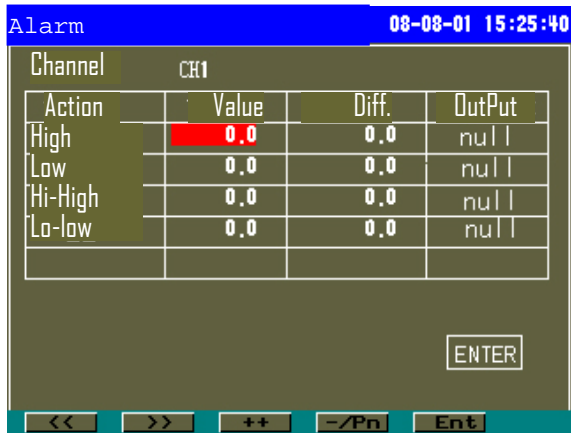 Alarm 08-08-01 15:25:40
Channel CH1
Action Value Diff. OutPut
High 0.0 0.0 null
Low 0.0 0.0 null
Hi-High 0.0 0.0 null
Lo-low 0.0 0.0 null
ENTER
<< >> ++ -/Pn Ent